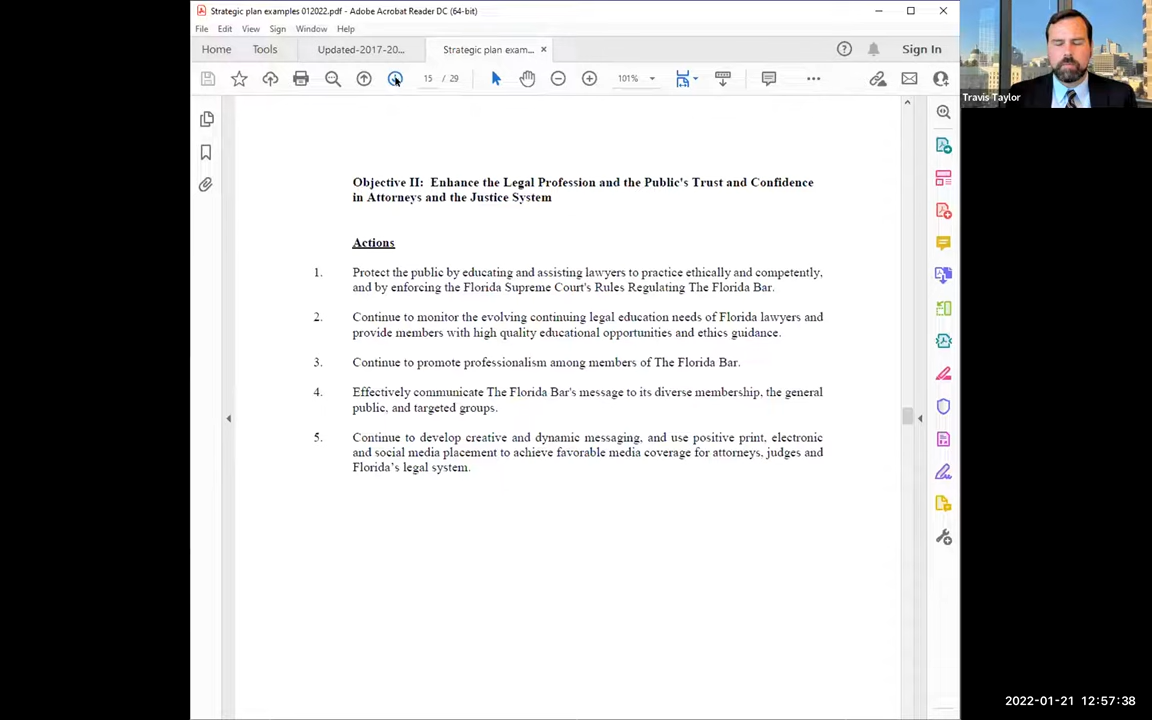 Strategic plan examples 012022.pdf - Adobe Acrobat Reader DC (64-bit)
File Edit View Sign Window Help
Home Tools Updated-2017-20... Strategic plan exam... ×
Sign In
15 / 29 101%
Travis Taylor
Objective II: Enhance the Legal Profession and the Public's Trust and Confidence
in Attorneys and the Justice System
Actions
1. Protect the public by educating and assisting lawyers to practice ethically and competently,
and by enforcing the Florida Supreme Court's Rules Regulating The Florida Bar.
2. Continue to monitor the evolving continuing legal education needs of Florida lawyers and
provide members with high quality educational opportunities and ethics guidance.
3. Continue to promote professionalism among members of The Florida Bar.
4. Effectively communicate The Florida Bar's message to its diverse membership, the general
public, and targeted groups.
5. Continue to develop creative and dynamic messaging, and use positive print, electronic
and social media placement to achieve favorable media coverage for attorneys, judges and
Florida’s legal system.
2022-01-21 12:57:38